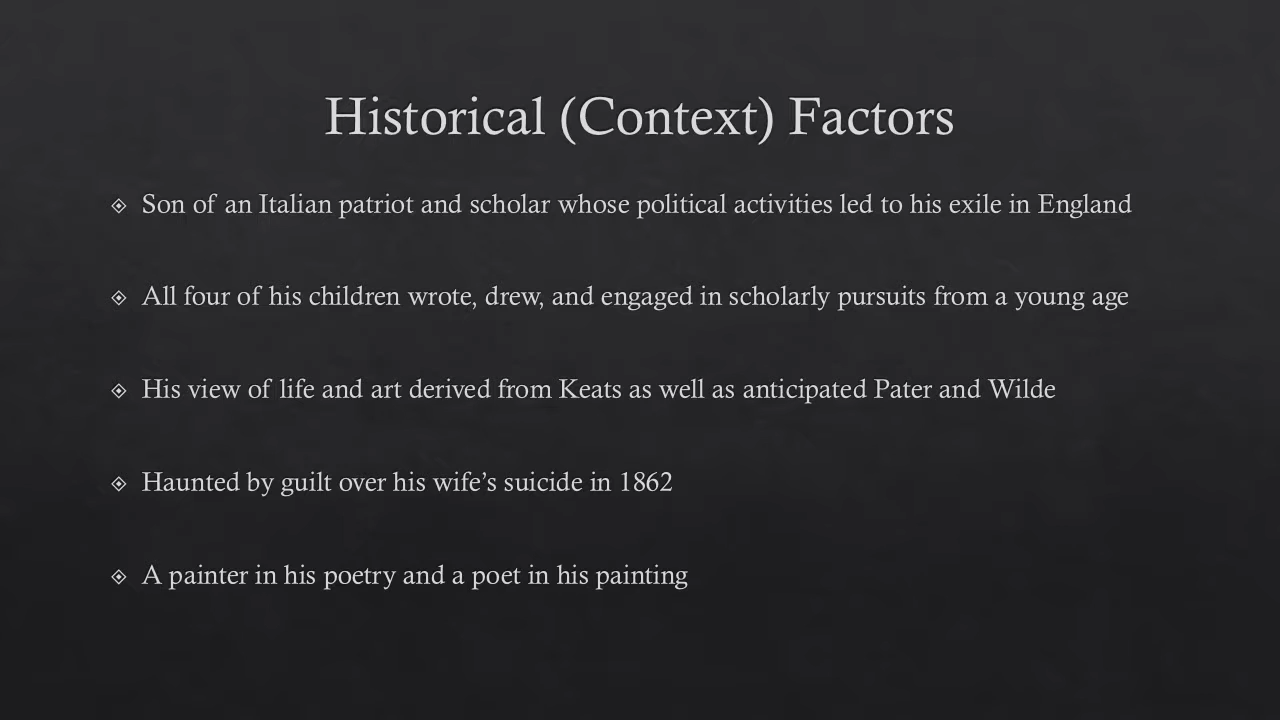 Historical (Context) Factors
Son of an Italian patriot and scholar whose political activities led to his exile in England
All four of his children wrote, drew, and engaged in scholarly pursuits from a young age
His view of life and art derived from Keats as well as anticipated Pater and Wilde
Haunted by guilt over his wife’s suicide in 1862
A painter in his poetry and a poet in his painting